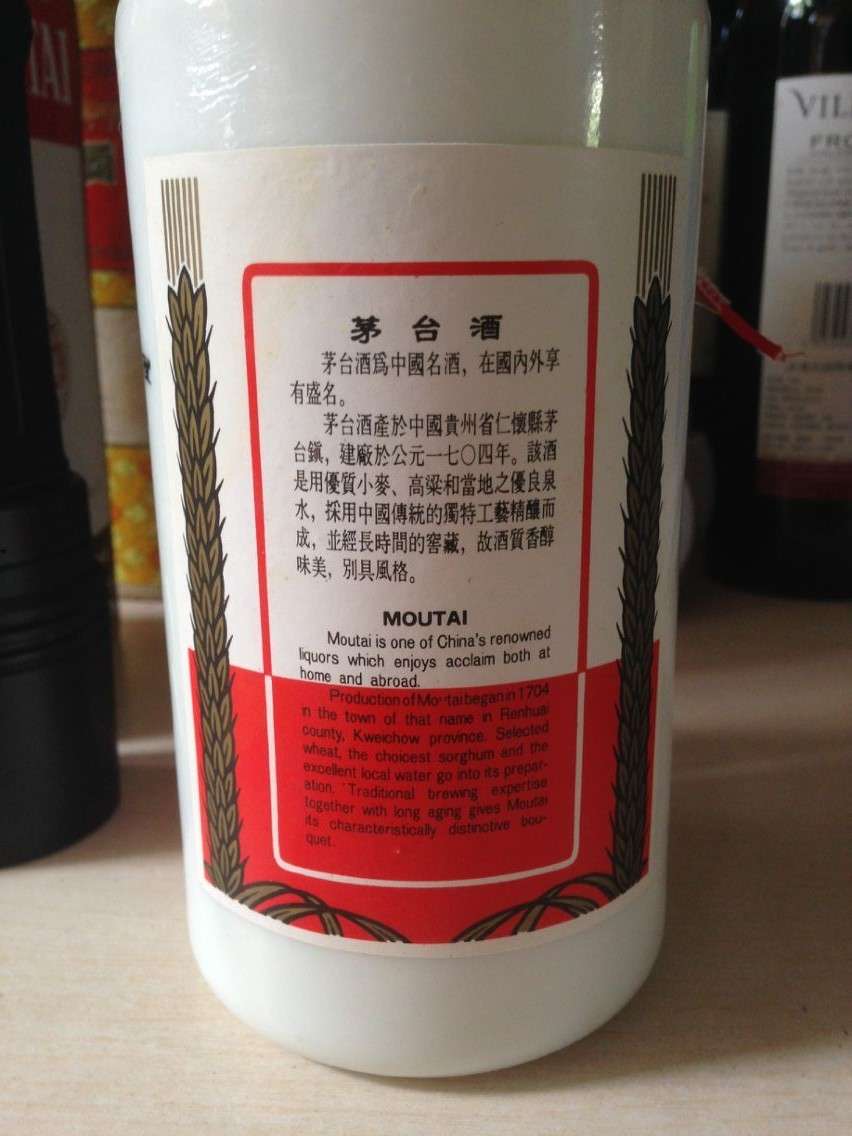 茅台酒
茅台酒爲中國名酒，在國內外享
有盛名。
茅台酒產於中國貴州省仁懷縣茅
台鎭，建廠於公元一七〇四年。該酒
是用優質小麥、高粱和當地之優良泉
水，採用中國傳統的獨特工藝精釀而
成，並經長時間的窖藏，故酒質香醇
味美，別具風格。
MOUTAI
Moutai is one of China's renowned
liquors which enjoys acclaim both at
home and abroad.
Production of Moutai began in 1704
in the town of that name in Renhuai
county, Kweichow province. Selected
wheat, the choicest sorghum and the
excellent local water go into its prepar-
ation. Traditional brewing expertise
together with long aging gives Moutai
its characteristically distinctive bou-
quet.
TAI
VIL
FRO